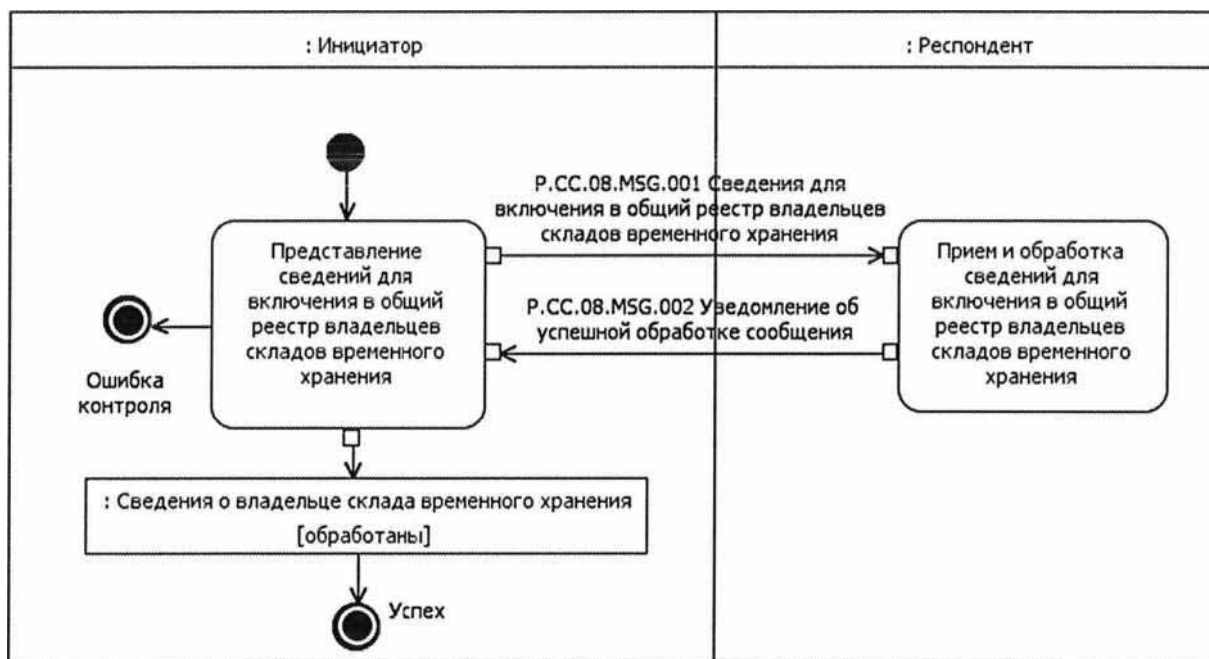 : Инициатор
: Респондент
P.CC.08.MSG.001 Сведения для
включения в общий реестр владельцев
складов временного хранения
Представление
сведений для
включения в общий
реестр владельцев
складов временного
хранения
Прием и обработка
сведений для
включения в общий
реестр владельцев
складов временного
хранения
P.CC.08.MSG.002 Уведомление об
успешной обработке сообщения
Ошибка
контроля
: Сведения о владельце склада временного хранения
[обработаны]
Успех